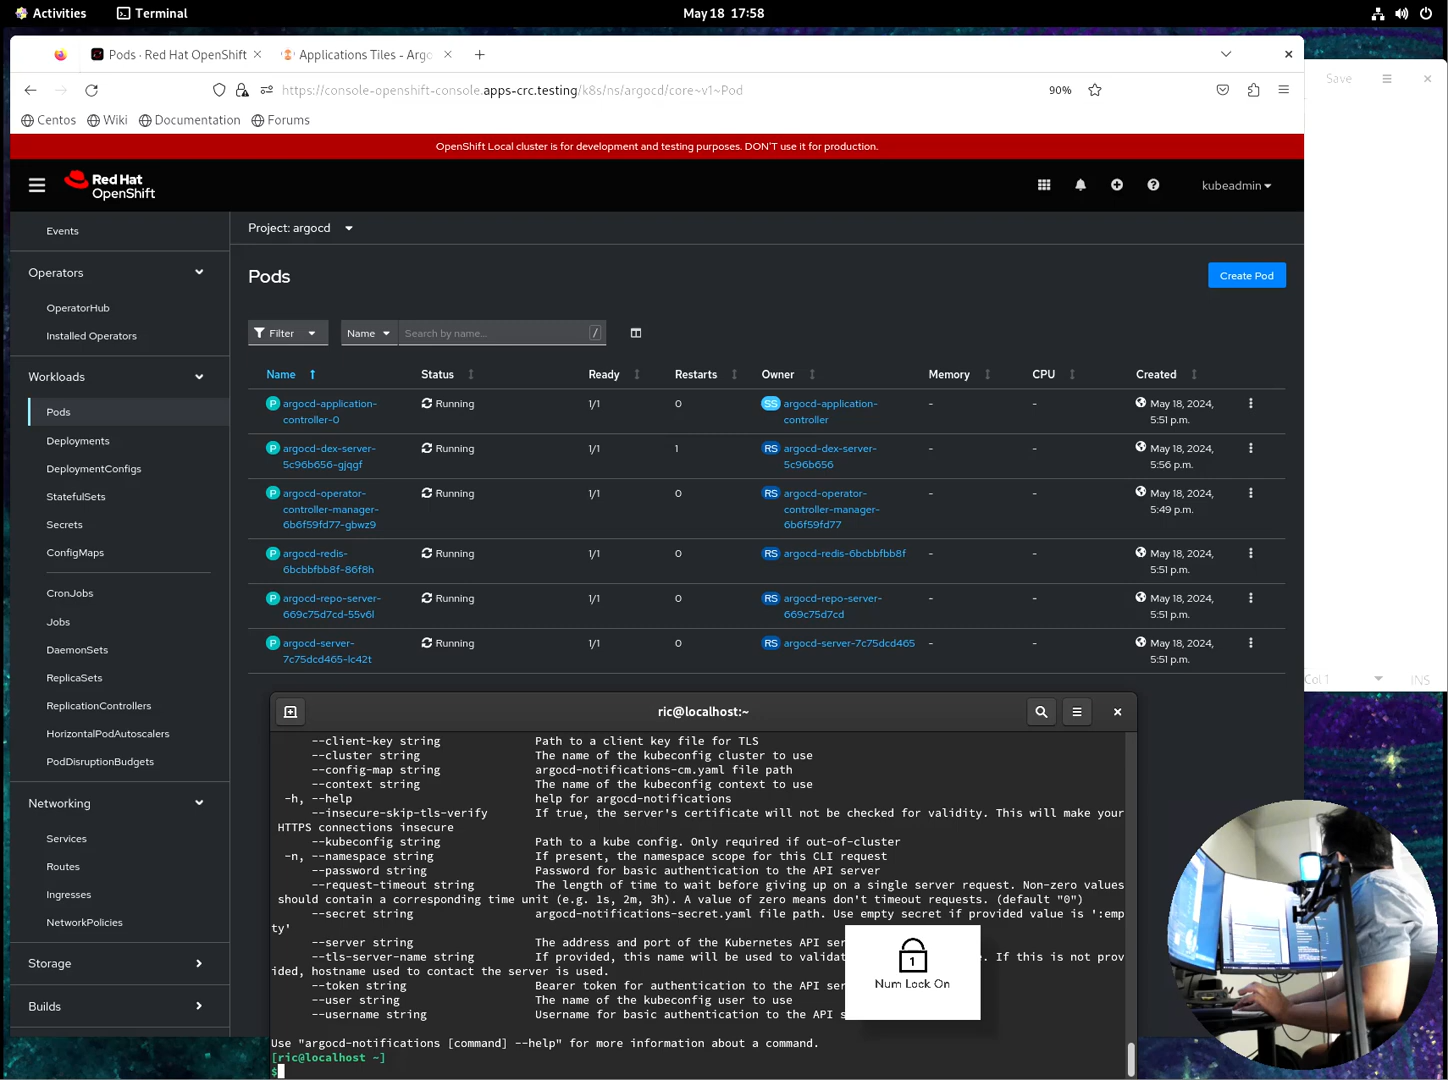 Activities
Terminal
May 18 17:58
Pods · Red Hat OpenShift
Applications Tiles - Argo
https://console-openshift-console.apps-crc.testing/k8s/ns/argocd/core~v1~Pod
90%
Save
Centos
Wiki
Documentation
Forums
OpenShift Local cluster is for development and testing purposes. DON'T use it for production.
Red Hat
OpenShift
kubeadmin
Events
Operators
OperatorHub
Installed Operators
Workloads
Pods
Deployments
DeploymentConfigs
StatefulSets
Secrets
ConfigMaps
CronJobs
Jobs
DaemonSets
ReplicaSets
ReplicationControllers
HorizontalPodAutoscalers
PodDisruptionBudgets
Networking
Services
Routes
Ingresses
NetworkPolicies
Storage
Builds
Project: argocd
Pods
Create Pod
Filter
Name
Search by name...
/
Name Status Ready Restarts Owner Memory CPU Created
P argocd-application-controller-0 Running 1/1 0 SS argocd-application-controller - - May 18, 2024, 5:51 p.m.
P argocd-dex-server-5c96b656-gjqgf Running 1/1 1 RS argocd-dex-server-5c96b656 - - May 18, 2024, 5:56 p.m.
P argocd-operator-controller-manager-6b6f59fd77-gbwz9 Running 1/1 0 RS argocd-operator-controller-manager-6b6f59fd77 - - May 18, 2024, 5:49 p.m.
P argocd-redis-6bcbbfbb8f-86f8h Running 1/1 0 RS argocd-redis-6bcbbfbb8f - - May 18, 2024, 5:51 p.m.
P argocd-repo-server-669c75d7cd-55v6l Running 1/1 0 RS argocd-repo-server-669c75d7cd - - May 18, 2024, 5:51 p.m.
P argocd-server-7c75dcd465-lc42t Running 1/1 0 RS argocd-server-7c75dcd465 - - May 18, 2024, 5:51 p.m.
Col 1
INS
ric@localhost:~
--client-key string Path to a client key file for TLS
--cluster string The name of the kubeconfig cluster to use
--config-map string argocd-notifications-cm.yaml file path
--context string The name of the kubeconfig context to use
-h, --help help for argocd-notifications
--insecure-skip-tls-verify If true, the server's certificate will not be checked for validity. This will make your
HTTPS connections insecure
--kubeconfig string Path to a kube config. Only required if out-of-cluster
-n, --namespace string If present, the namespace scope for this CLI request
--password string Password for basic authentication to the API server
--request-timeout string The length of time to wait before giving up on a single server request. Non-zero values
should contain a corresponding time unit (e.g. 1s, 2m, 3h). A value of zero means don't timeout requests. (default "0")
--secret string argocd-notifications-secret.yaml file path. Use empty secret if provided value is ':emp
ty'
--server string The address and port of the Kubernetes API ser
--tls-server-name string If provided, this name will be used to validat e. If this is not prov
ided, hostname used to contact the server is used.
--token string Bearer token for authentication to the API ser
--user string The name of the kubeconfig user to use
--username string Username for basic authentication to the API s
Use "argocd-notifications [command] --help" for more information about a command.
[ric@localhost ~]
$
1
Num Lock On